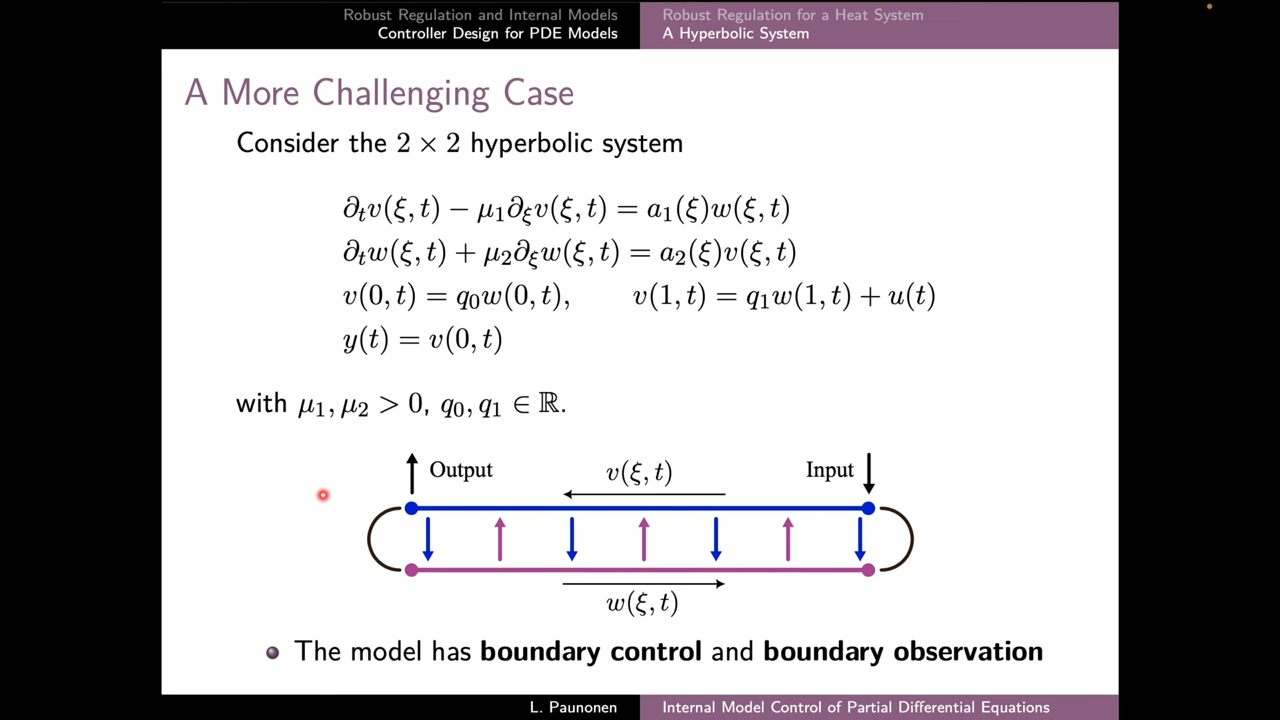 Robust Regulation and Internal Models
Controller Design for PDE Models
Robust Regulation for a Heat System
A Hyperbolic System
A More Challenging Case
Consider the 2 × 2 hyperbolic system
∂ₜv(ξ, t) − μ₁∂_ξv(ξ, t) = a₁(ξ)w(ξ, t)
∂ₜw(ξ, t) + μ₂∂_ξw(ξ, t) = a₂(ξ)v(ξ, t)
v(0, t) = q₀w(0, t), v(1, t) = q₁w(1, t) + u(t)
y(t) = v(0, t)
with μ₁, μ₂ > 0, q₀, q₁ ∈ ℝ.
Output v(ξ, t) Input
w(ξ, t)
The model has boundary control and boundary observation
L. Paunonen Internal Model Control of Partial Differential Equations